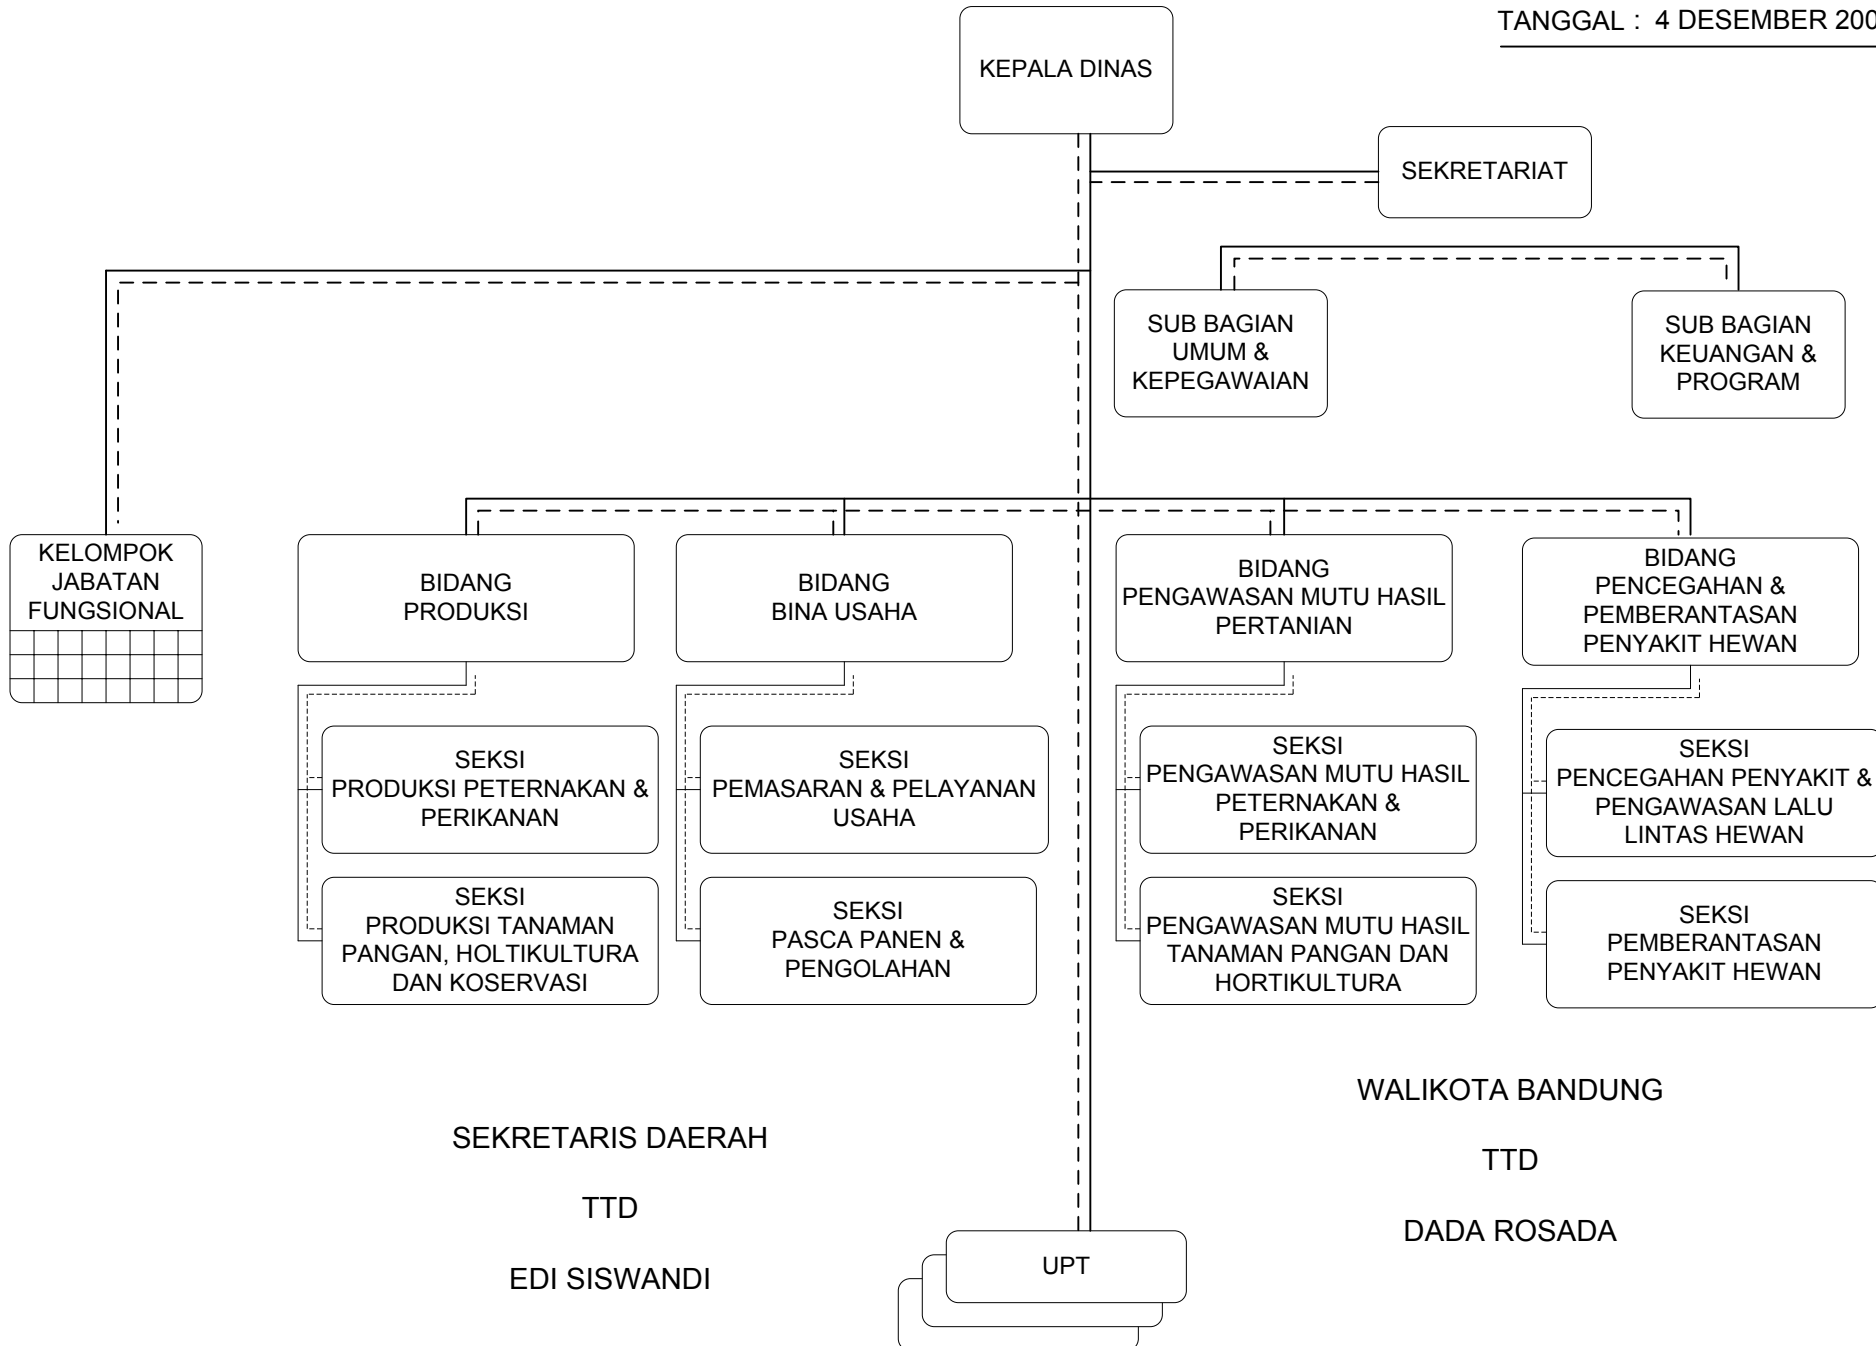 TANGGAL : 4 DESEMBER 200
KEPALA DINAS
SEKRETARIAT
SUB BAGIAN
UMUM &
KEPEGAWAIAN
SUB BAGIAN
KEUANGAN &
PROGRAM
KELOMPOK
JABATAN
FUNGSIONAL
BIDANG
PRODUKSI
BIDANG
BINA USAHA
BIDANG
PENGAWASAN MUTU HASIL
PERTANIAN
BIDANG
PENCEGAHAN &
PEMBERANTASAN
PENYAKIT HEWAN
SEKSI
PRODUKSI PETERNAKAN &
PERIKANAN
SEKSI
PEMASARAN & PELAYANAN
USAHA
SEKSI
PENGAWASAN MUTU HASIL
PETERNAKAN &
PERIKANAN
SEKSI
PENCEGAHAN PENYAKIT &
PENGAWASAN LALU
LINTAS HEWAN
SEKSI
PRODUKSI TANAMAN
PANGAN, HOLTIKULTURA
DAN KOSERVASI
SEKSI
PASCA PANEN &
PENGOLAHAN
SEKSI
PENGAWASAN MUTU HASIL
TANAMAN PANGAN DAN
HORTIKULTURA
SEKSI
PEMBERANTASAN
PENYAKIT HEWAN
SEKRETARIS DAERAH
TTD
EDI SISWANDI
WALIKOTA BANDUNG
TTD
DADA ROSADA
UPT